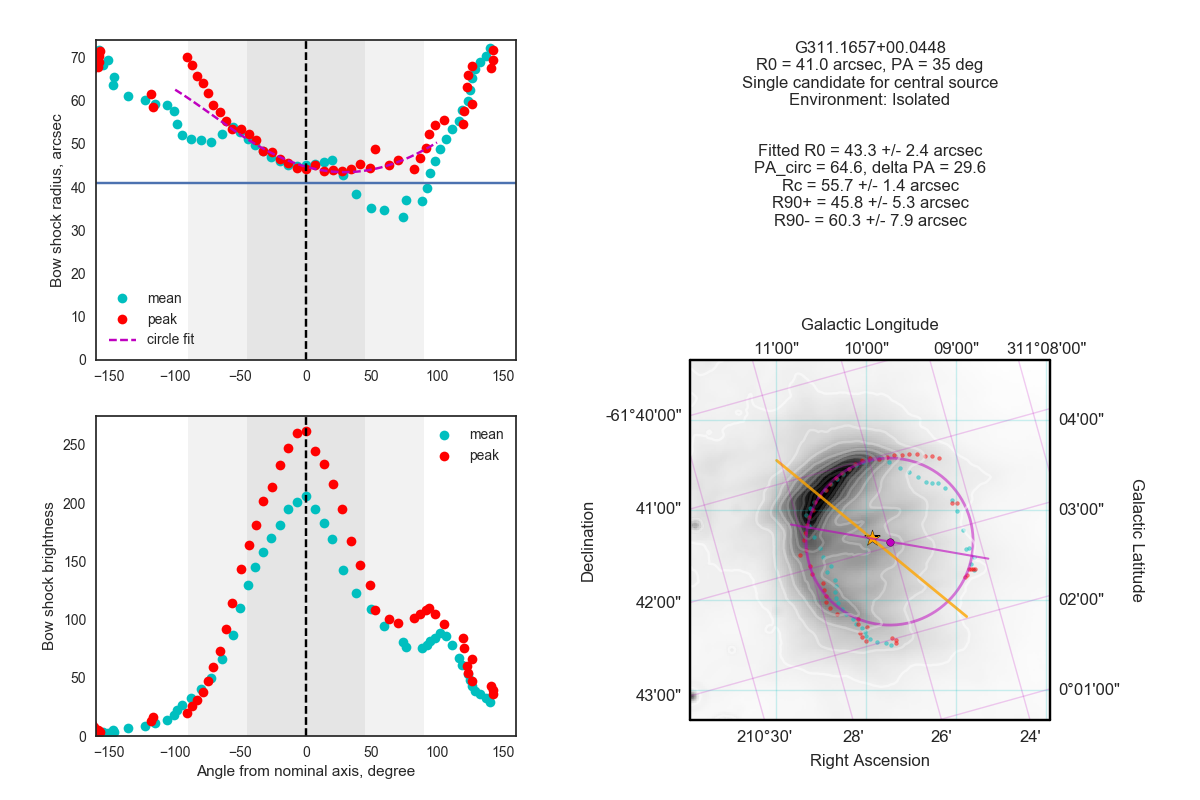 70
60
50
40
30
20
10
0
Bow shock radius, arcsec
mean
peak
circle fit
−150
−100
−50
0
50
100
150
G311.1657+00.0448
R0 = 41.0 arcsec, PA = 35 deg
Single candidate for central source
Environment: Isolated
Fitted R0 = 43.3 +/- 2.4 arcsec
PA_circ = 64.6, delta PA = 29.6
Rc = 55.7 +/- 1.4 arcsec
R90+ = 45.8 +/- 5.3 arcsec
R90- = 60.3 +/- 7.9 arcsec
250
200
150
100
50
0
Bow shock brightness
mean
peak
−150
−100
−50
0
50
100
150
Angle from nominal axis, degree
Galactic Longitude
11'00"
10'00"
09'00"
311°08'00"
-61°40'00"
41'00"
42'00"
43'00"
Declination
04'00"
03'00"
02'00"
0°01'00"
Galactic Latitude
210°30'
28'
26'
24'
Right Ascension